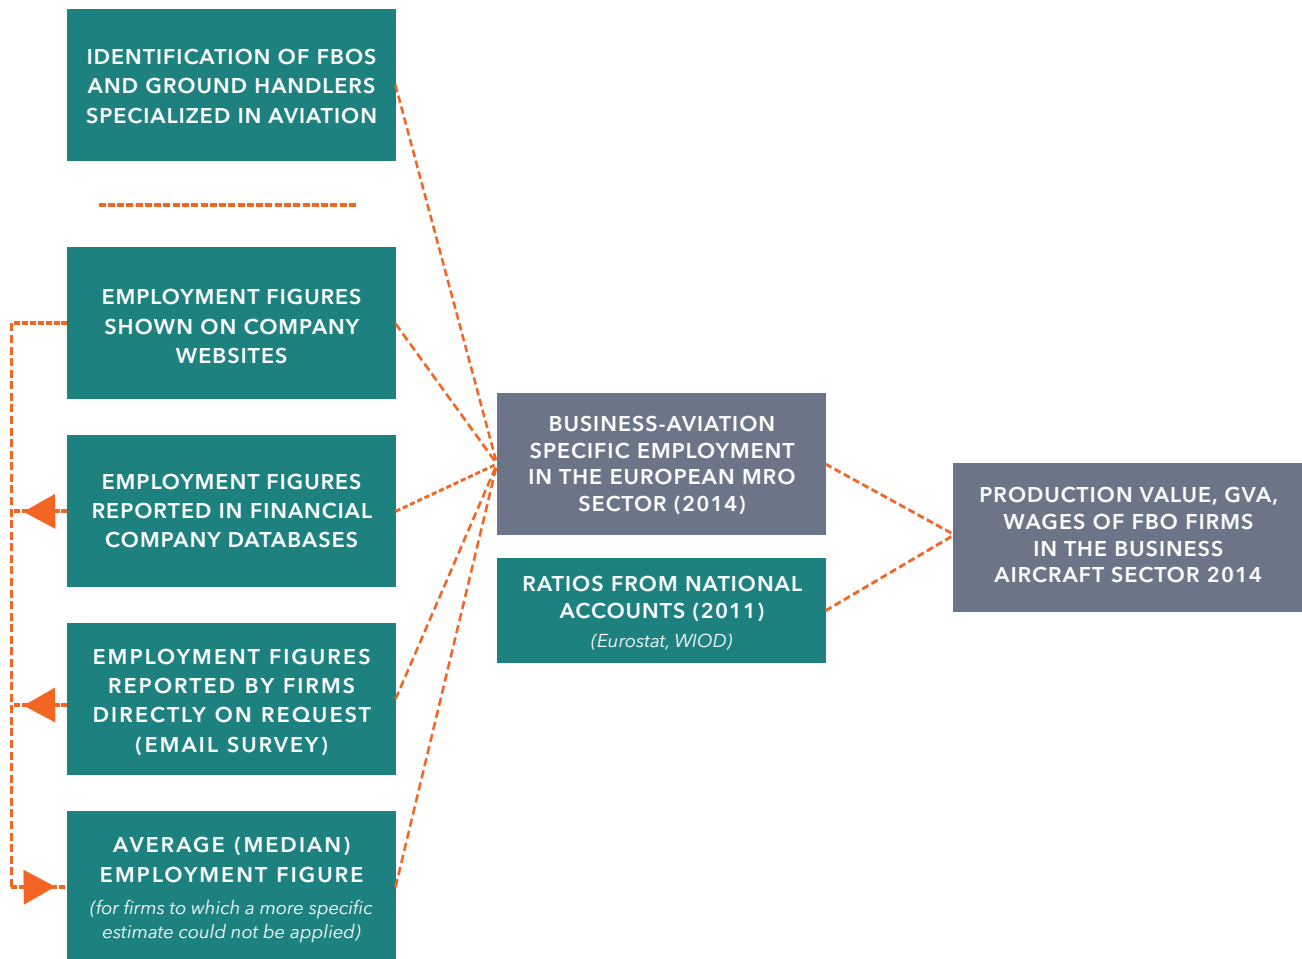 IDENTIFICATION OF FBOS
AND GROUND HANDLERS
SPECIALIZED IN AVIATION
EMPLOYMENT FIGURES
SHOWN ON COMPANY
WEBSITES
EMPLOYMENT FIGURES
REPORTED IN FINANCIAL
COMPANY DATABASES
EMPLOYMENT FIGURES
REPORTED BY FIRMS
DIRECTLY ON REQUEST
(EMAIL SURVEY)
AVERAGE (MEDIAN)
EMPLOYMENT FIGURE
(for firms to which a more specific
estimate could not be applied)
BUSINESS-AVIATION
SPECIFIC EMPLOYMENT
IN THE EUROPEAN MRO
SECTOR (2014)
RATIOS FROM NATIONAL
ACCOUNTS (2011)
(Eurostat, WIOD)
PRODUCTION VALUE, GVA,
WAGES OF FBO FIRMS
IN THE BUSINESS
AIRCRAFT SECTOR 2014